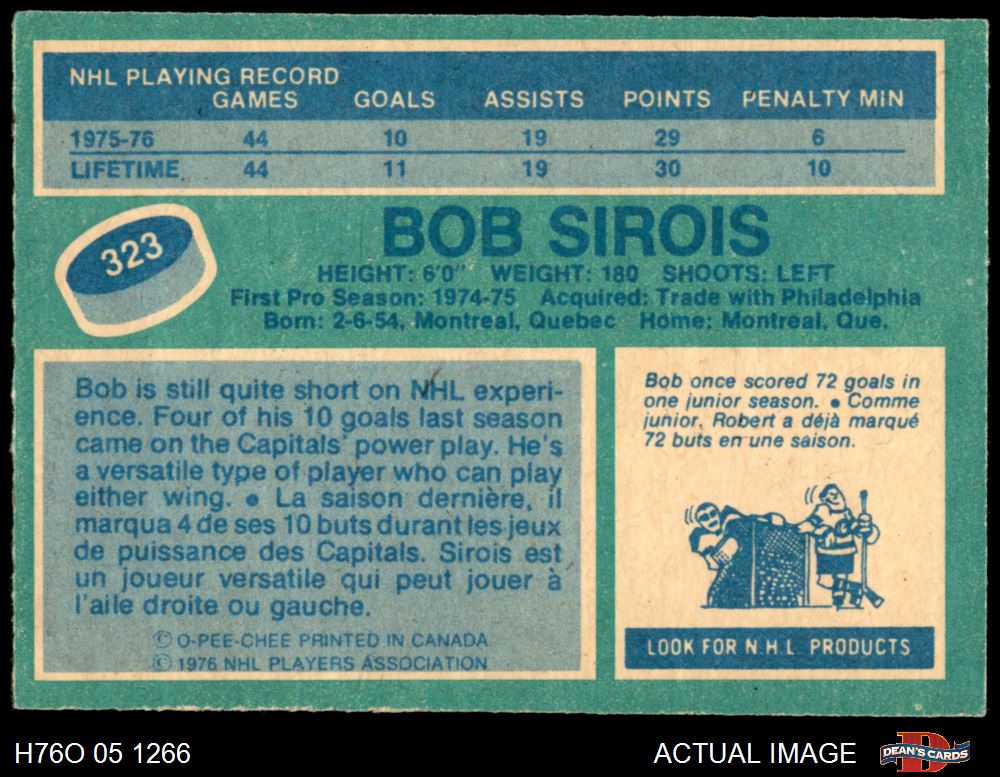 NHL PLAYING RECORD
GAMES GOALS ASSISTS POINTS PENALTY MIN
1975-76 44 10 19 29 6
LIFETIME 44 11 19 30 10
323
BOB SIROIS
HEIGHT: 6'0" WEIGHT: 180 SHOOTS: LEFT
First Pro Season: 1974-75 Acquired: Trade with Philadelphia
Born: 2-6-54, Montreal, Quebec Home: Montreal, Que.
Bob is still quite short on NHL experi-
ence. Four of his 10 goals last season
came on the Capitals' power play. He's
a versatile type of player who can play
either wing. ● La saison dernière, il
marqua 4 de ses 10 buts durant les jeux
de puissance des Capitals. Sirois est
un joueur versatile qui peut jouer à
l'aile droite ou gauche.
© O-PEE-CHEE PRINTED IN CANADA
© 1976 NHL PLAYERS ASSOCIATION
Bob once scored 72 goals in
one junior season. ● Comme
junior, Robert a déjà marqué
72 buts en une saison.
LOOK FOR N.H.L PRODUCTS
H76O 05 1266
ACTUAL IMAGE
D
DEAN'S CARDS